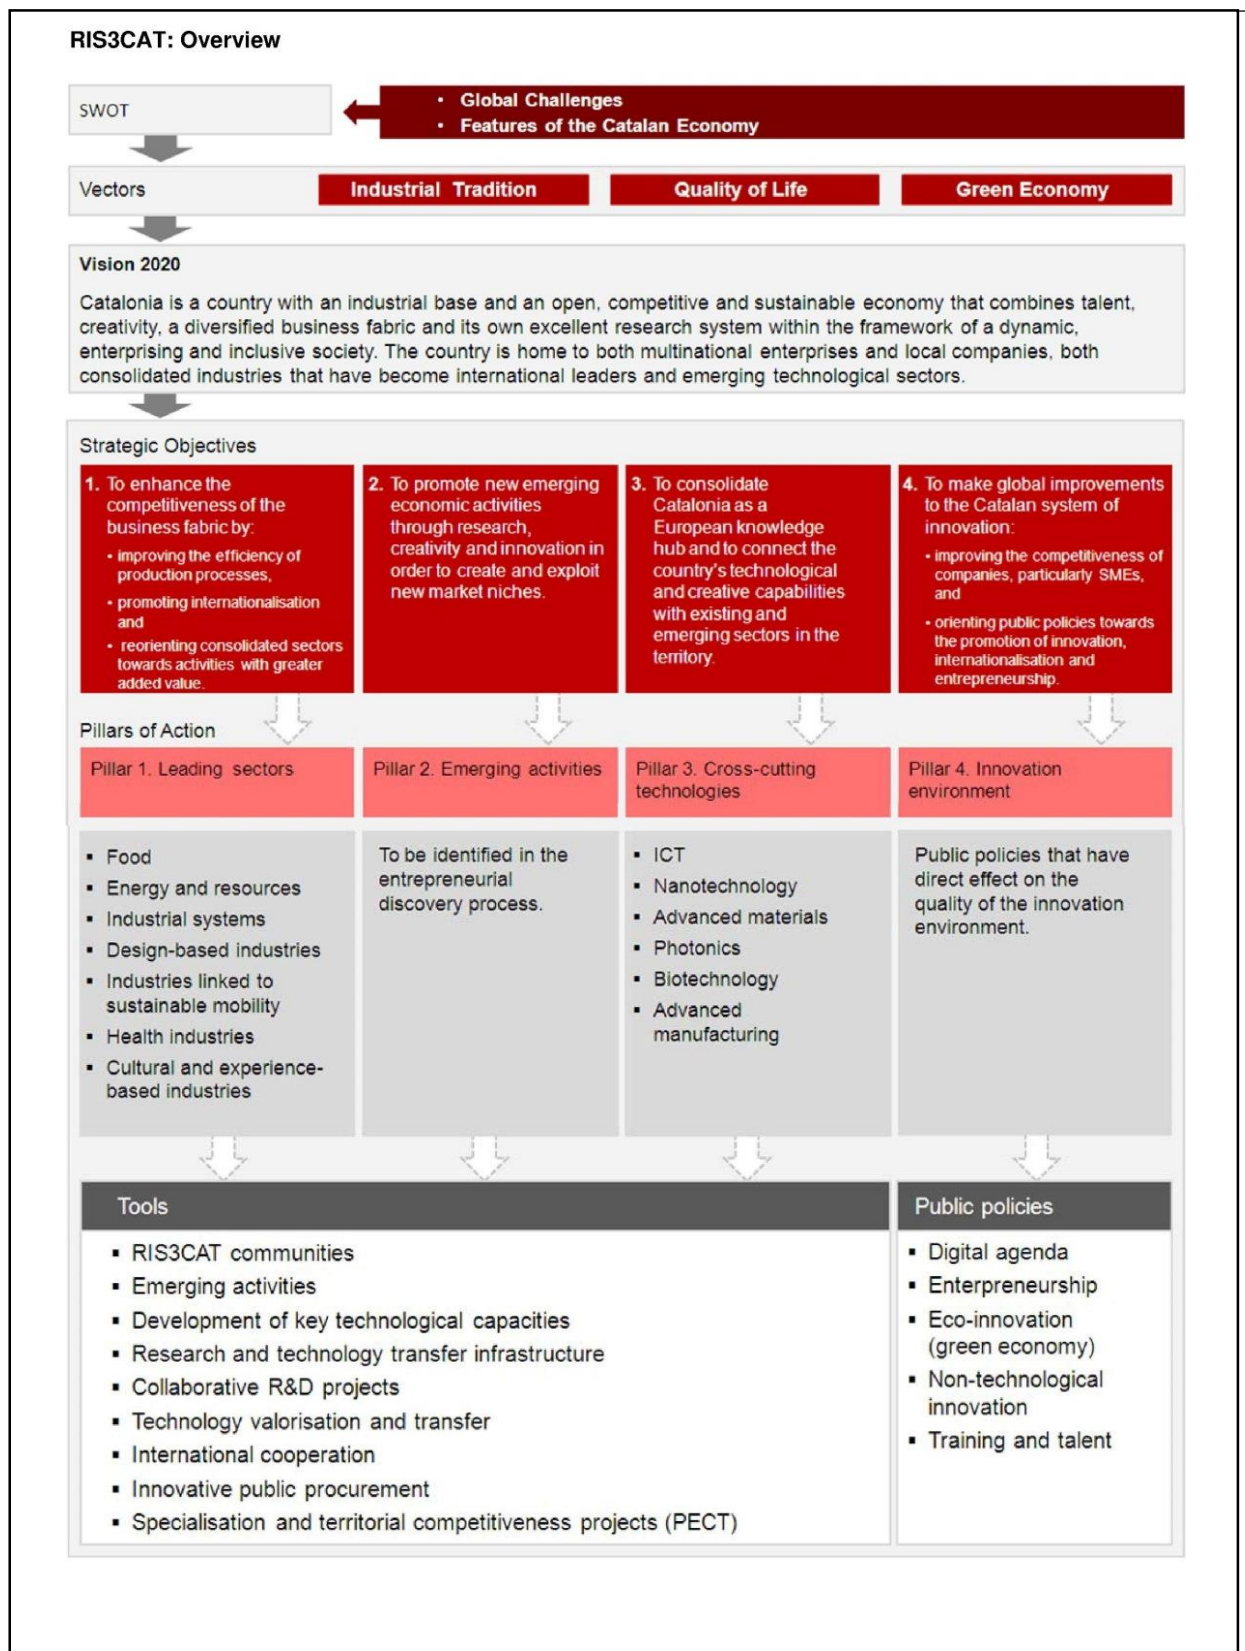 RIS3CAT: Overview
SWOT
• Global Challenges
• Features of the Catalan Economy
Vectors
Industrial Tradition
Quality of Life
Green Economy
Vision 2020
Catalonia is a country with an industrial base and an open, competitive and sustainable economy that combines talent,
creativity, a diversified business fabric and its own excellent research system within the framework of a dynamic,
enterprising and inclusive society. The country is home to both multinational enterprises and local companies, both
consolidated industries that have become international leaders and emerging technological sectors.
Strategic Objectives
1. To enhance the
competitiveness of the
business fabric by:
• improving the efficiency of
production processes,
• promoting internationalisation
and
• reorienting consolidated sectors
towards activities with greater
added value.
2. To promote new emerging
economic activities
through research,
creativity and innovation in
order to create and exploit
new market niches.
3. To consolidate
Catalonia as a
European knowledge
hub and to connect the
country's technological
and creative capabilities
with existing and
emerging sectors in the
territory.
4. To make global improvements
to the Catalan system of
innovation:
• improving the competitiveness of
companies, particularly SMEs,
and
• orienting public policies towards
the promotion of innovation,
internationalisation and
entrepreneurship.
Pillars of Action
Pillar 1. Leading sectors
Pillar 2. Emerging activities
Pillar 3. Cross-cutting
technologies
Pillar 4. Innovation
environment
▪ Food
▪ Energy and resources
▪ Industrial systems
▪ Design-based industries
▪ Industries linked to
sustainable mobility
▪ Health industries
▪ Cultural and experience-
based industries
To be identified in the
entrepreneurial
discovery process.
▪ ICT
▪ Nanotechnology
▪ Advanced materials
▪ Photonics
▪ Biotechnology
▪ Advanced
manufacturing
Public policies that have
direct effect on the
quality of the innovation
environment.
Tools
▪ RIS3CAT communities
▪ Emerging activities
▪ Development of key technological capacities
▪ Research and technology transfer infrastructure
▪ Collaborative R&D projects
▪ Technology valorisation and transfer
▪ International cooperation
▪ Innovative public procurement
▪ Specialisation and territorial competitiveness projects (PECT)
Public policies
▪ Digital agenda
▪ Enterpreneurship
▪ Eco-innovation
(green economy)
▪ Non-technological
innovation
▪ Training and talent